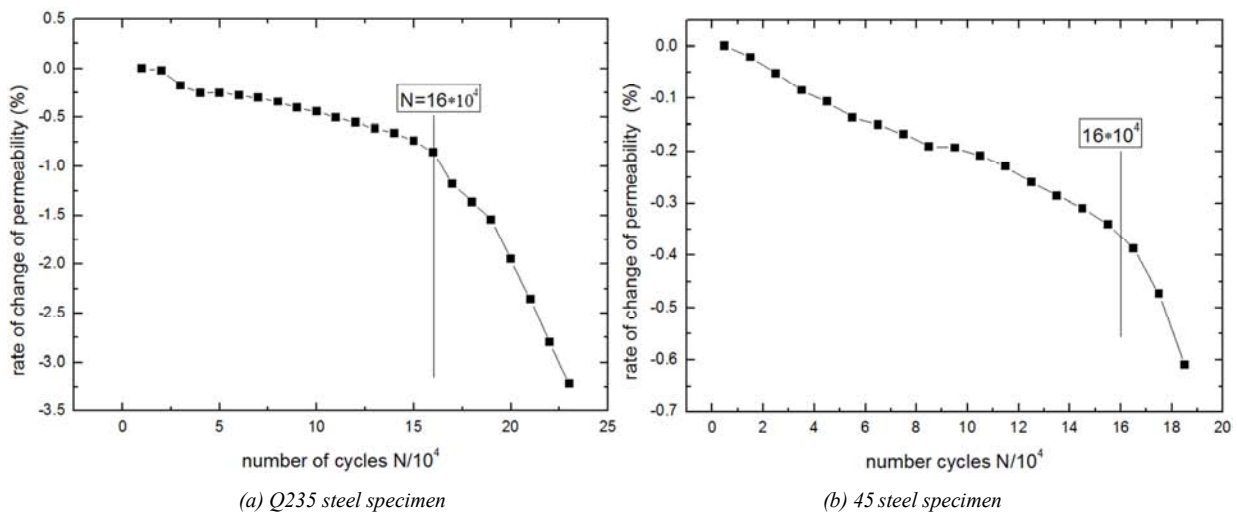 0.5
0.0
-0.5
-1.0
-1.5
-2.0
-2.5
-3.0
-3.5
rate of change of permeability (%)
N=16*10⁴
0 5 10 15 20 25
number of cycles N/10⁴
(a) Q235 steel specimen
0.0
-0.1
-0.2
-0.3
-0.4
-0.5
-0.6
-0.7
rate of change of permeability (%)
16*10⁴
0 2 4 6 8 10 12 14 16 18 20
number cycles N/10⁴
(b) 45 steel specimen